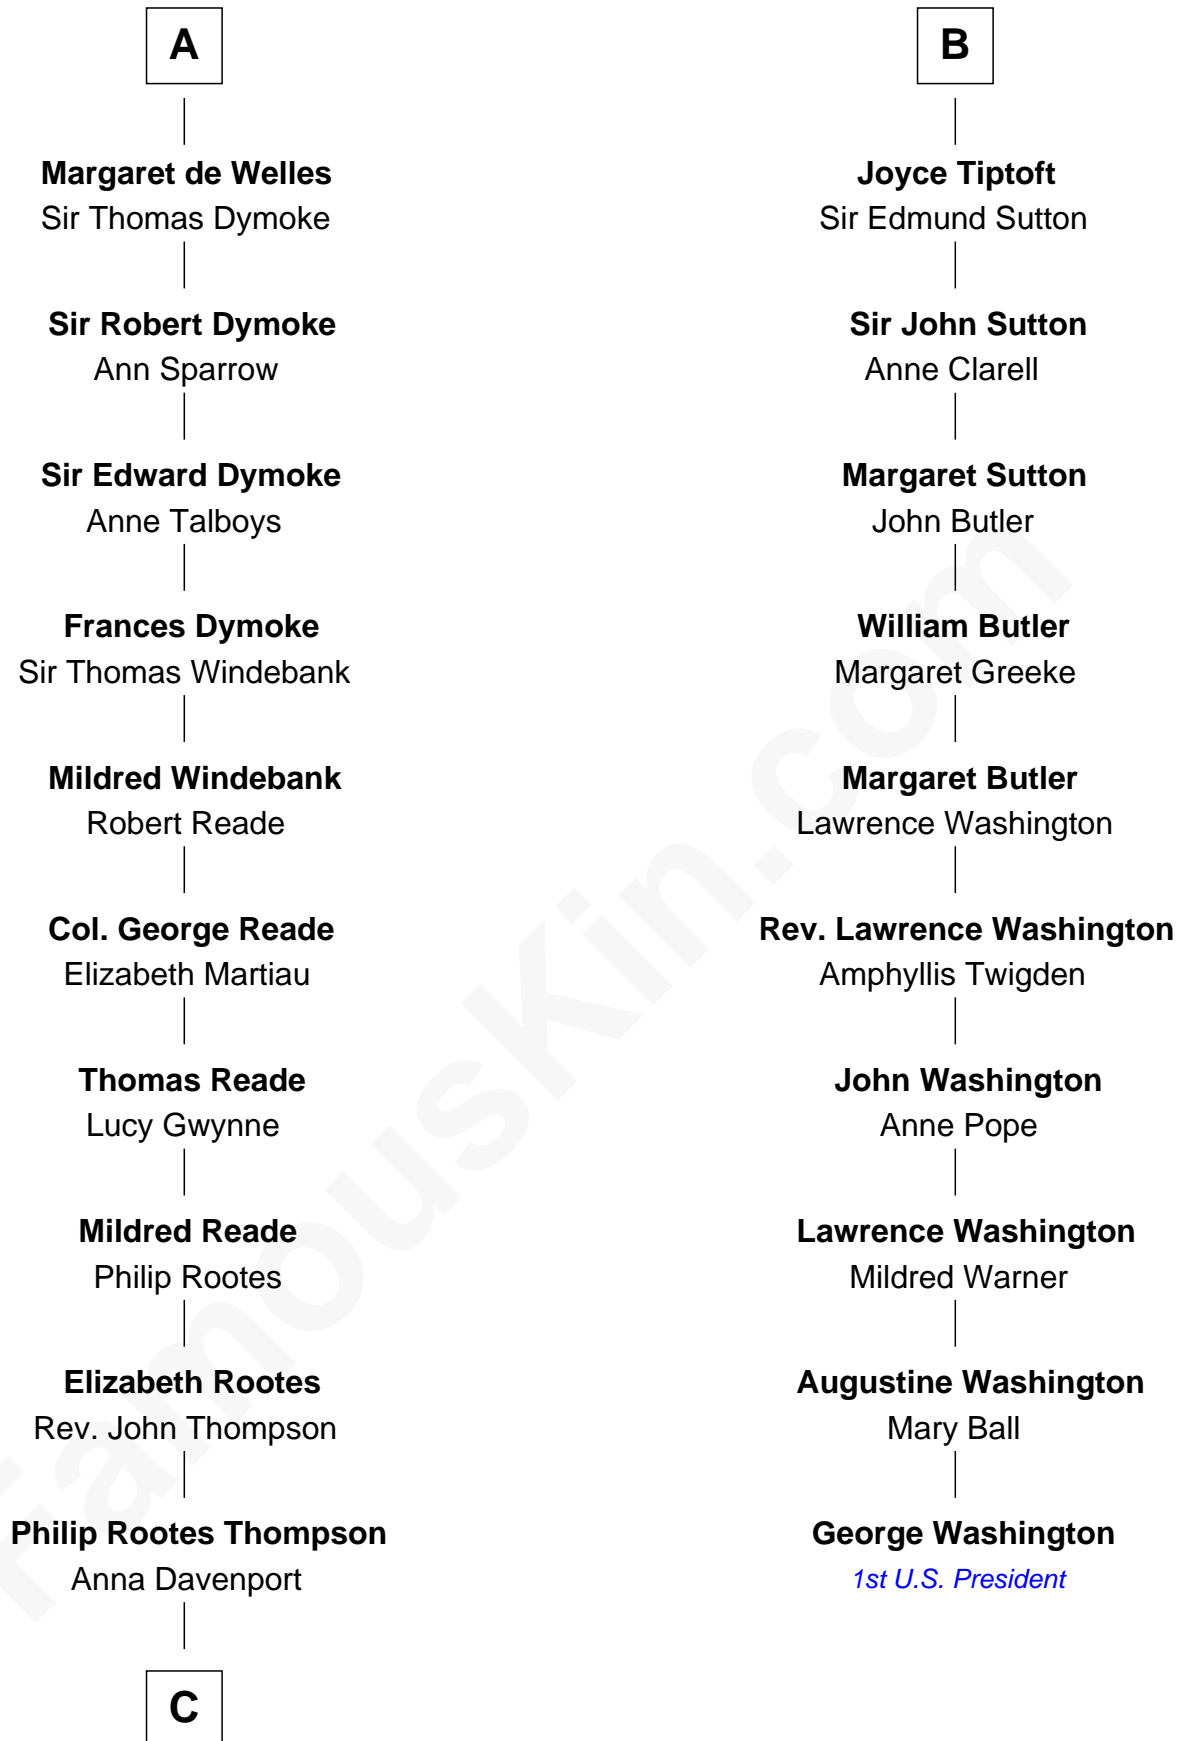 A
Margaret de Welles
Sir Thomas Dymoke
Sir Robert Dymoke
Ann Sparrow
Sir Edward Dymoke
Anne Talboys
Frances Dymoke
Sir Thomas Windebank
Mildred Windebank
Robert Reade
Col. George Reade
Elizabeth Martiau
Thomas Reade
Lucy Gwynne
Mildred Reade
Philip Rootes
Elizabeth Rootes
Rev. John Thompson
Philip Rootes Thompson
Anna Davenport
C
B
Joyce Tiptoft
Sir Edmund Sutton
Sir John Sutton
Anne Clarell
Margaret Sutton
John Butler
William Butler
Margaret Greeke
Margaret Butler
Lawrence Washington
Rev. Lawrence Washington
Amphyllis Twigden
John Washington
Anne Pope
Lawrence Washington
Mildred Warner
Augustine Washington
Mary Ball
George Washington
1st U.S. President
FamousKin.com